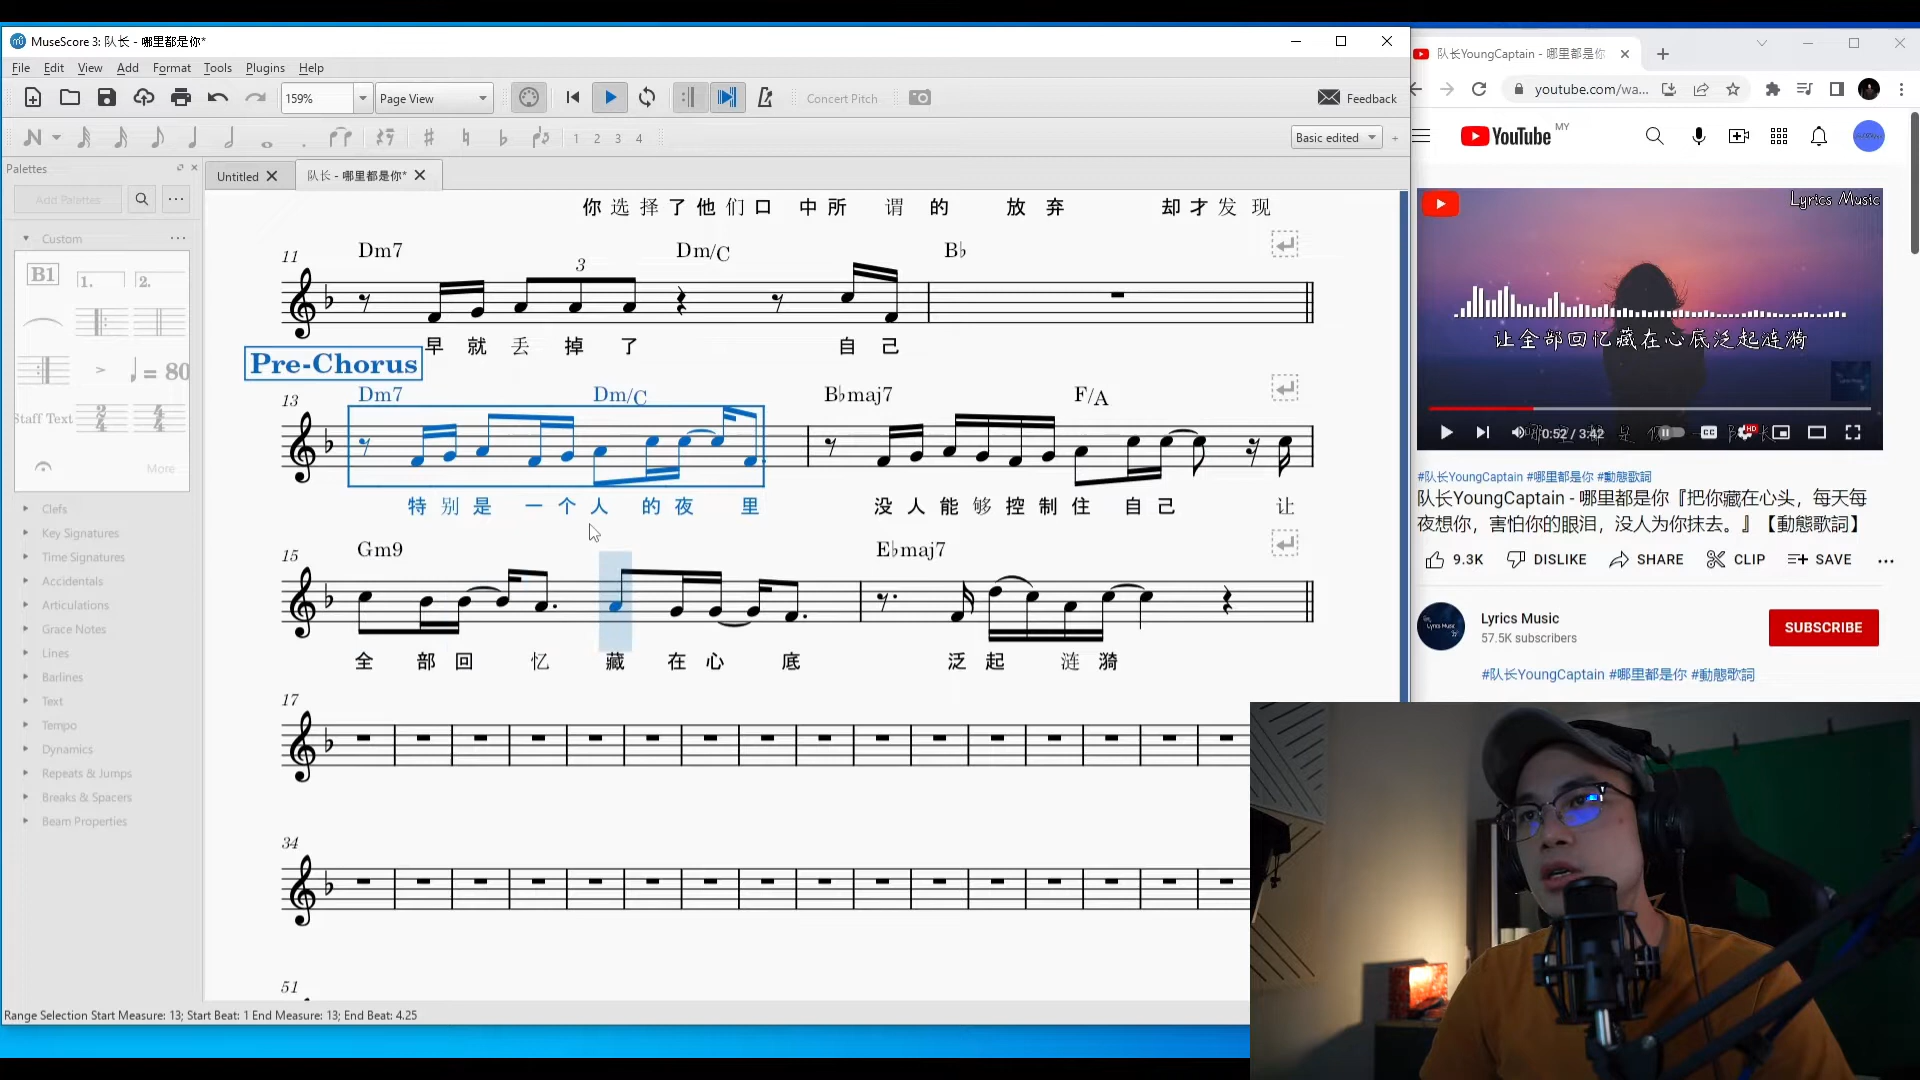 MuseScore 3: 队长 - 哪里都是你*
File Edit View Add Format Tools Plugins Help
159% Page View Concert Pitch Feedback
1 2 3 4 Basic edited
Palettes
Untitled 队长 - 哪里都是你*
Add Palettes
Custom
B1 1. 2.
= 80
Staff Text 2/4 4/4
More
Clefs
Key Signatures
Time Signatures
Accidentals
Articulations
Grace Notes
Lines
Barlines
Text
Tempo
Dynamics
Repeats & Jumps
Breaks & Spacers
Beam Properties
你选择了他们口中所谓的放弃 却才发现
11 Dm7 3 Dm/C B♭
早就丢掉了 自己
Pre-Chorus
13 Dm7 Dm/C B♭maj7 F/A
特别是一个人的夜里 没人能够控制住自己 让
15 Gm9 E♭maj7
全部回忆藏在心底 泛起涟漪
17
34
51
Range Selection Start Measure: 13; Start Beat: 1 End Measure: 13; End Beat: 4.25
队长YoungCaptain - 哪里都是你
youtube.com/wa...
YouTube MY
Lyrics Music
让全部回忆藏在心底泛起涟漪
0:52 / 3:42
CC HD
#队长YoungCaptain #哪里都是你 #動態歌詞
队长YoungCaptain - 哪里都是你『把你藏在心头，每天每
夜想你，害怕你的眼泪，没人为你抹去。』【動態歌詞】
9.3K DISLIKE SHARE CLIP SAVE
Lyrics Music
57.5K subscribers
SUBSCRIBE
#队长YoungCaptain #哪里都是你 #動態歌詞